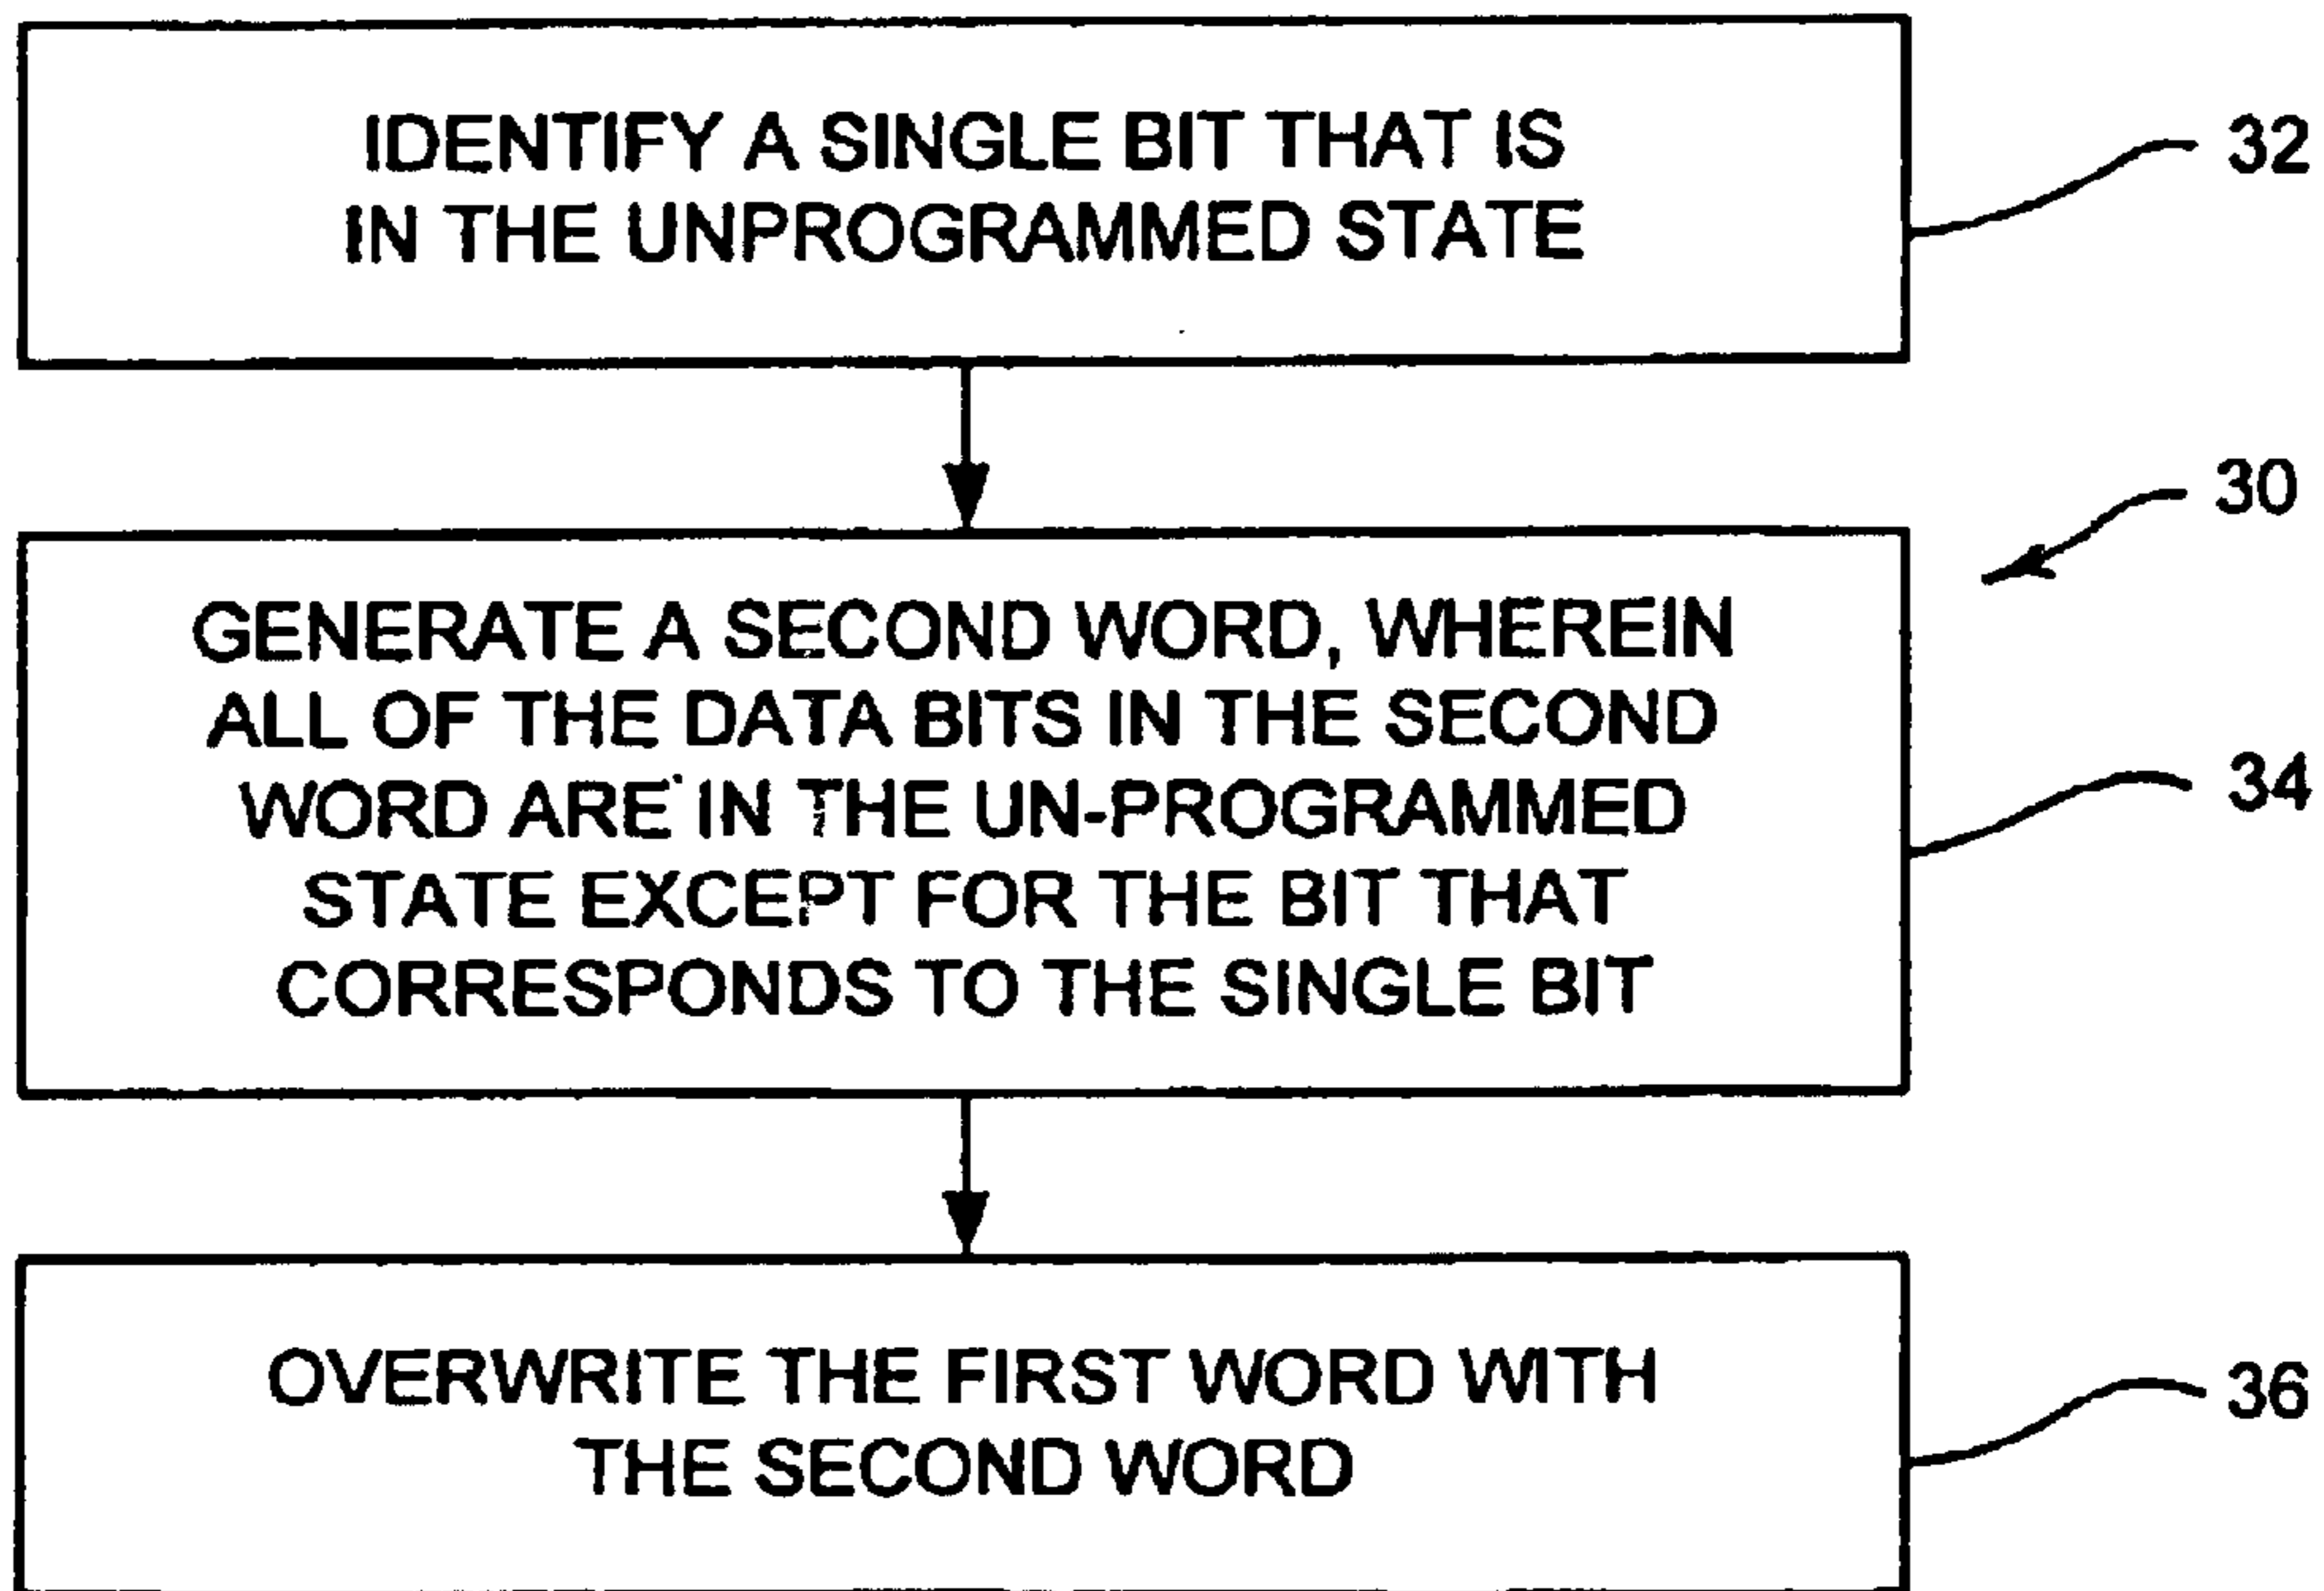 IDENTIFY A SINGLE BIT THAT IS
IN THE UNPROGRAMMED STATE
32
30
GENERATE A SECOND WORD, WHEREIN
ALL OF THE DATA BITS IN THE SECOND
WORD ARE IN THE UN-PROGRAMMED
STATE EXCEPT FOR THE BIT THAT
CORRESPONDS TO THE SINGLE BIT
34
OVERWRITE THE FIRST WORD WITH
THE SECOND WORD
36